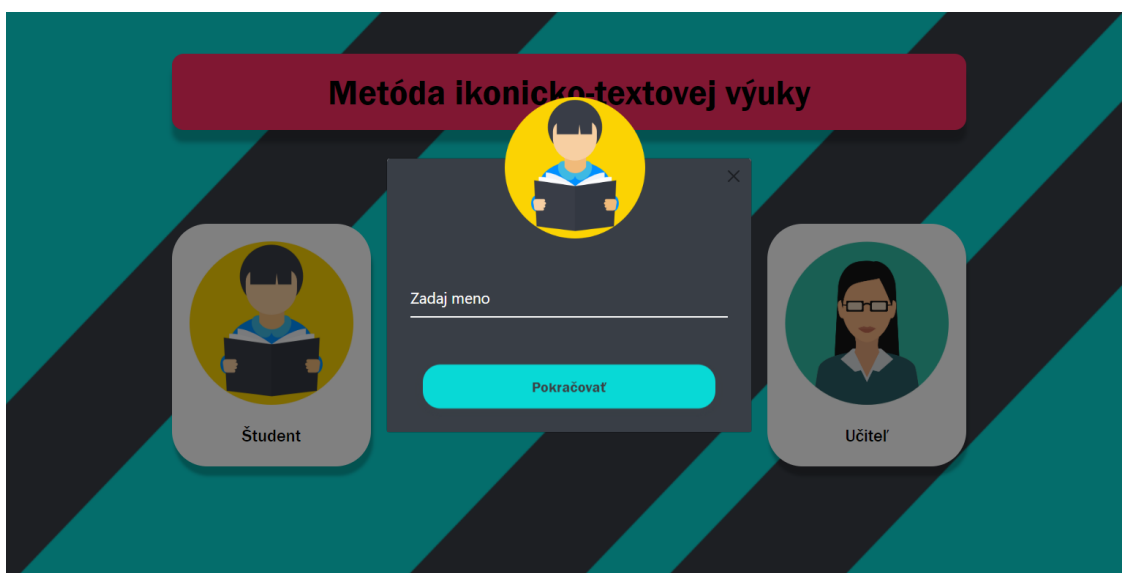 Metóda ikonicko-textovej výuky
Zadaj meno
Pokračovať
Študent
Učiteľ